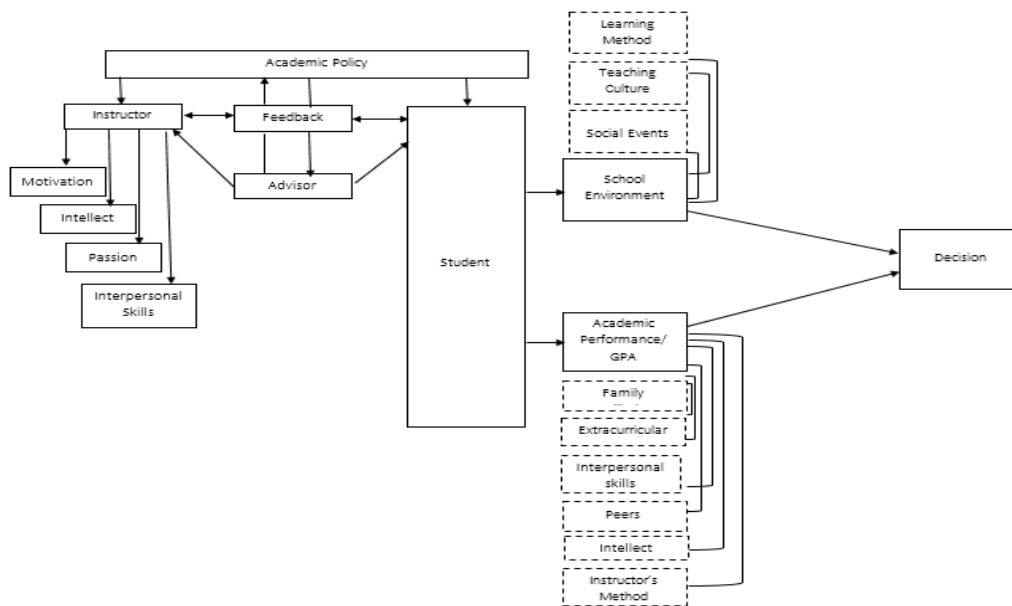 Learning
Method
Academic Policy
Teaching
Culture
Instructor
Feedback
Social Events
Motivation
Advisor
School
Environment
Intellect
Passion
Student
Decision
Interpersonal
Skills
Academic
Performance/
GPA
Family
Extracurricular
Interpersonal
skills
Peers
Intellect
Instructor's
Method